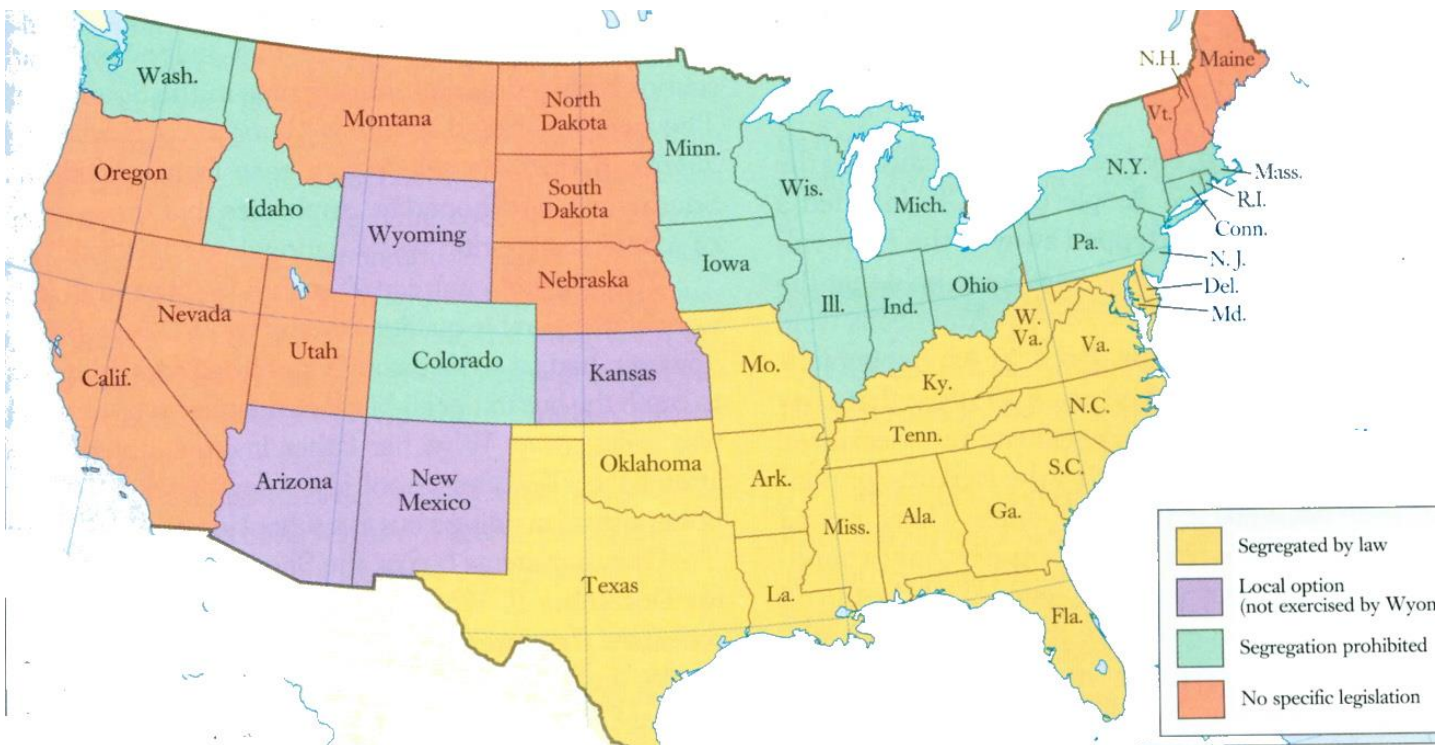 Wash.
Montana
North
Dakota
Minn.
N.H.
Maine
Vt.
Oregon
Idaho
Wyoming
South
Dakota
Wis.
Mich.
N.Y.
Mass.
R.I.
Conn.
Nebraska
Iowa
Pa.
N. J.
Nevada
Utah
Colorado
Ill.
Ind.
Ohio
Del.
Md.
Calif.
Kansas
Mo.
W.
Va.
Va.
Ky.
N.C.
Tenn.
Arizona
New
Mexico
Oklahoma
Ark.
S.C.
Texas
La.
Miss.
Ala.
Ga.
Fla.
Segregated by law
Local option
(not exercised by Wyom
Segregation prohibited
No specific legislation